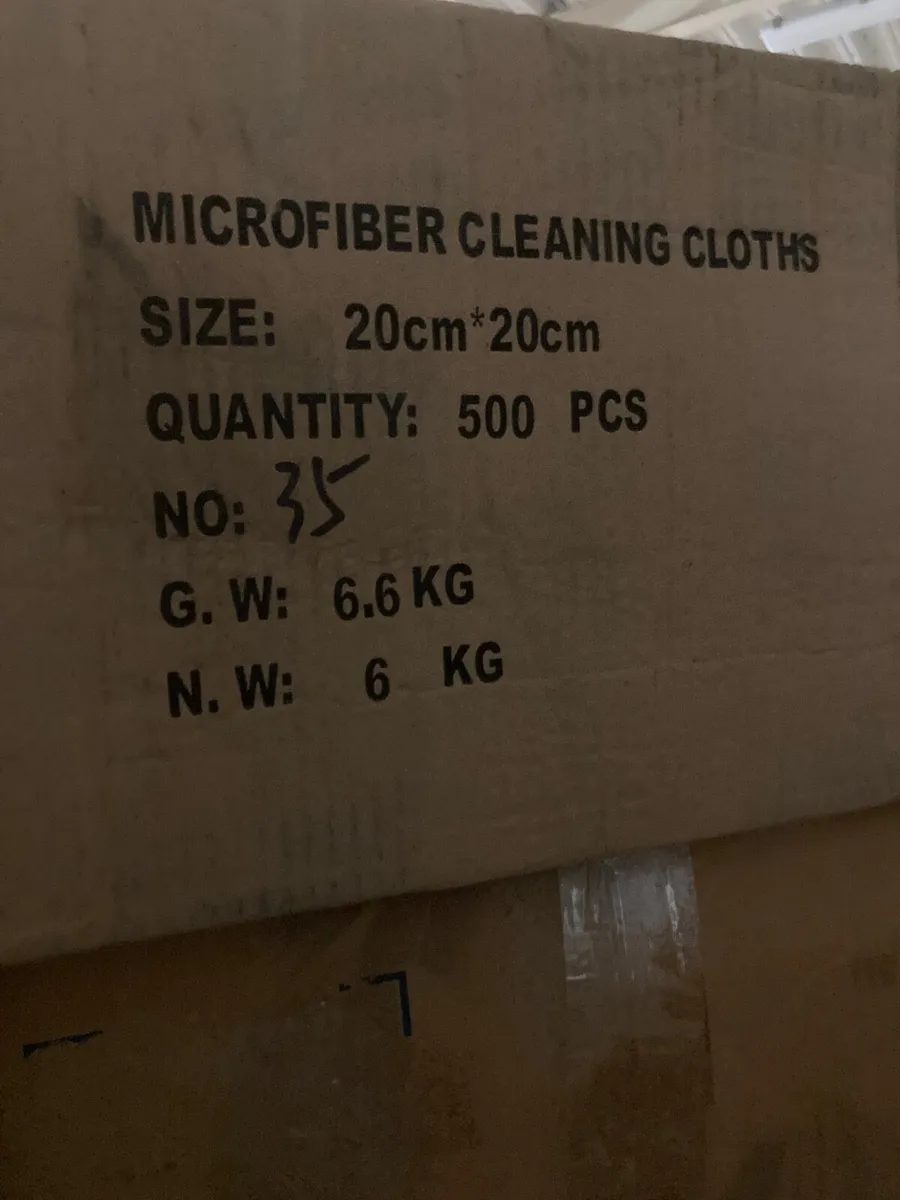 MICROFIBER CLEANING CLOTHS
SIZE: 20cm*20cm
QUANTITY: 500 PCS
NO: 35
G. W: 6.6 KG
N. W: 6 KG